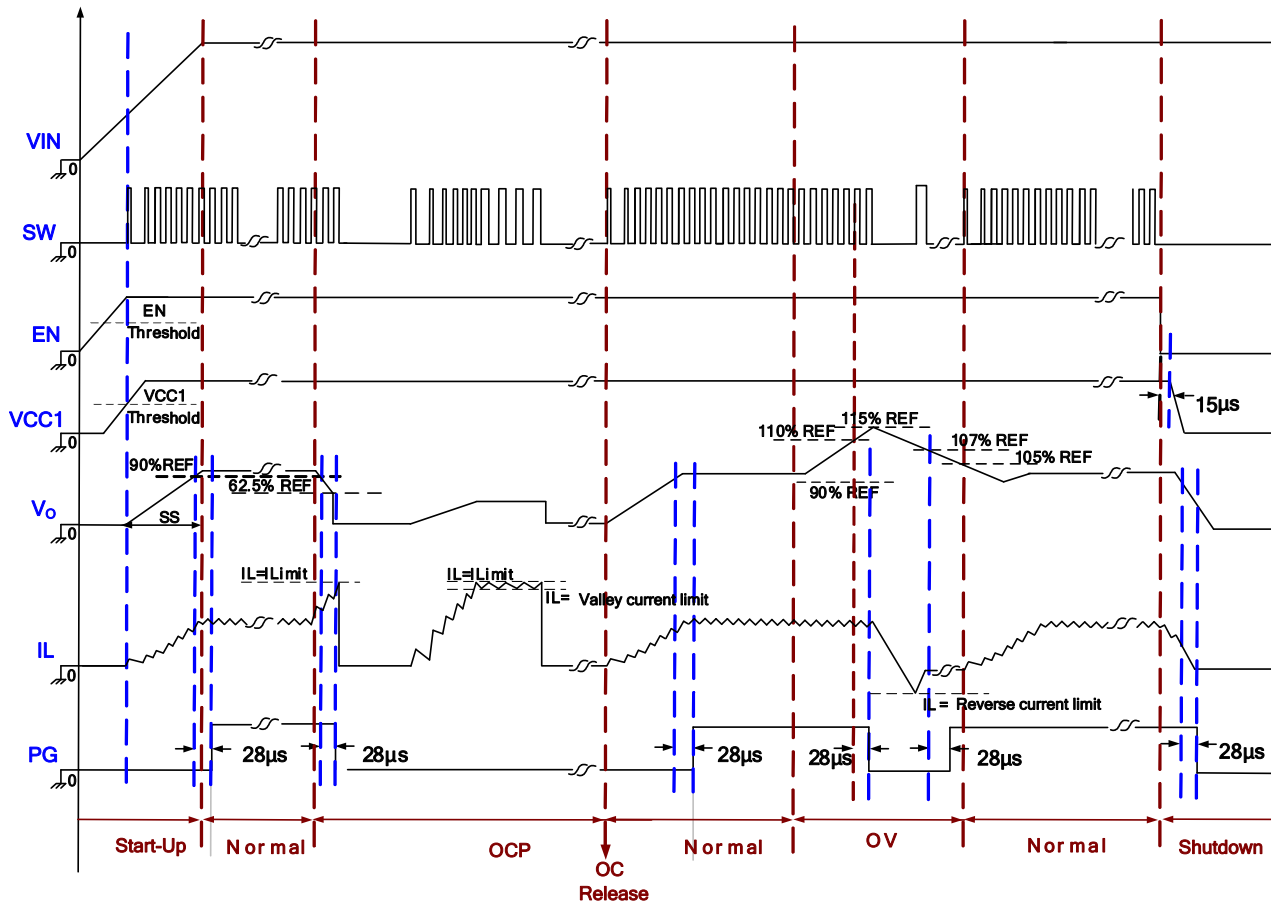 VIN
0
SW
0
EN
0
EN
Threshold
VCC1
0
VCC1
Threshold
15µs
115% REF
110% REF
107% REF
105% REF
90% REF
90%REF
62.5% REF
VO
0
SS
IL=ILimit
IL=ILimit
IL= Valley current limit
IL
0
IL = Reverse current limit
PG
0
28µs
28µs
28µs
28µs
28µs
28µs
Start-Up
Normal
OCP
Normal
OV
Normal
Shutdown
OC
Release